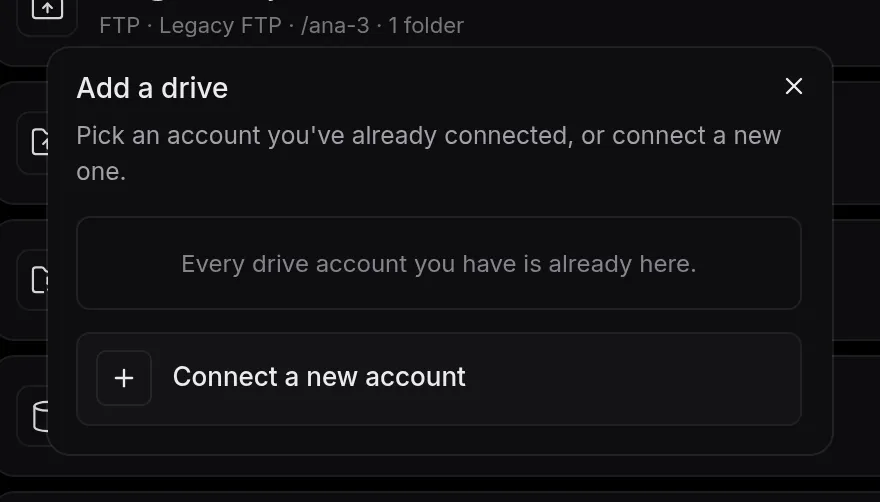 FTP · Legacy FTP · /ana-3 · 1 folder
Add a drive
Pick an account you've already connected, or connect a new
one.
Every drive account you have is already here.
Connect a new account